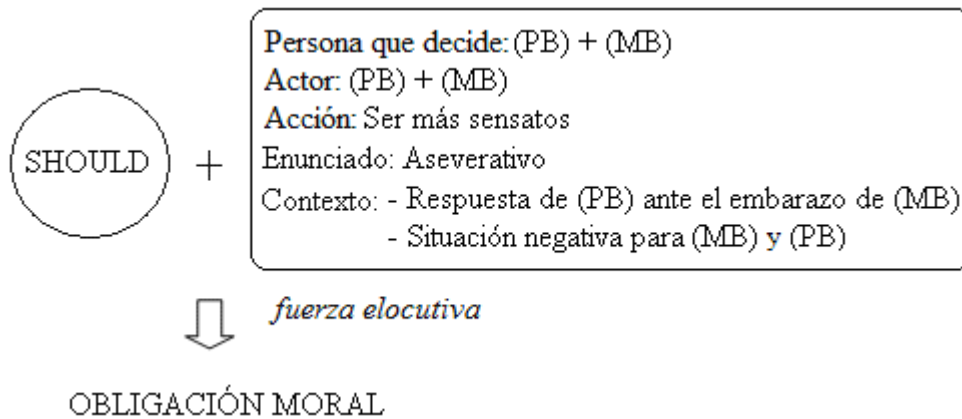 SHOULD
+
Persona que decide: (PB) + (MB)
Actor: (PB) + (MB)
Acción: Ser más sensatos
Enunciado: Aseverativo
Contexto: - Respuesta de (PB) ante el embarazo de (MB)
- Situación negativa para (MB) y (PB)
fuerza elocutiva
OBLIGACIÓN MORAL